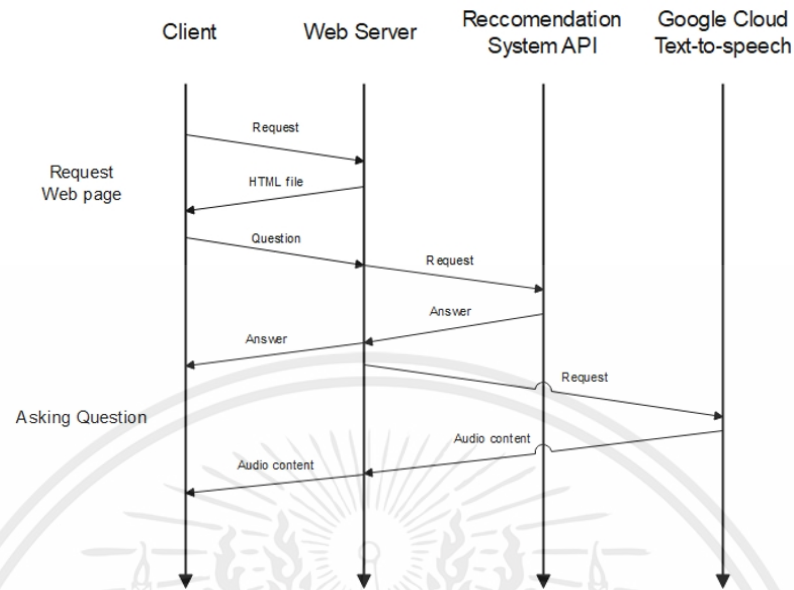 Client
Web Server
Reccomendation
System API
Google Cloud
Text-to-speech
Request
Request
Web page
HTML file
Question
Request
Answer
Answer
Request
Asking Question
Audio content
Audio content